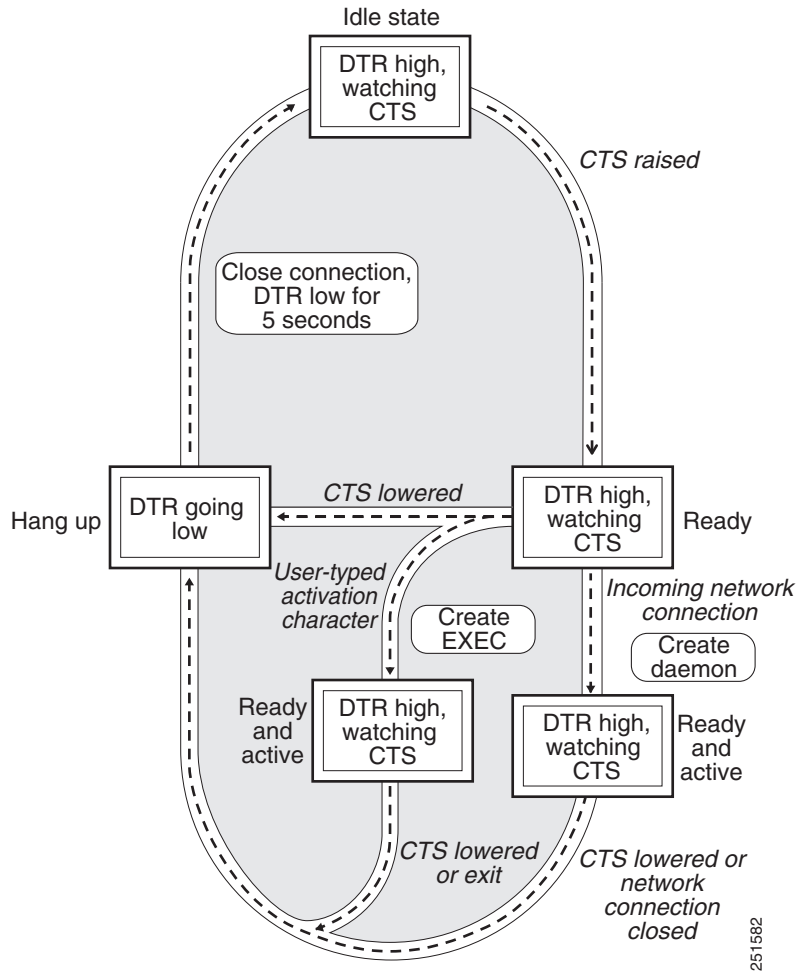 Idle state
DTR high,
watching
CTS
CTS raised
Close connection,
DTR low for
5 seconds
Hang up
DTR going
low
CTS lowered
DTR high,
watching
CTS
Ready
User-typed
activation
character
Create
EXEC
Incoming network
connection
Create
daemon
Ready
and
active
DTR high,
watching
CTS
DTR high,
watching
CTS
Ready
and
active
CTS lowered
or exit
CTS lowered or
network
connection
closed
251582